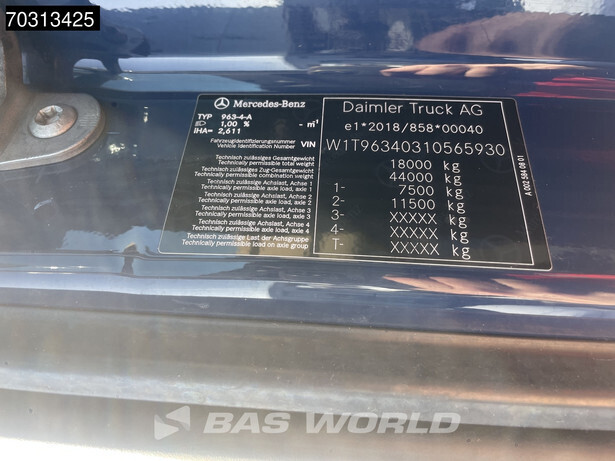 70313425
Mercedes-Benz
Daimler Truck AG
TYP 963-4-A
1,00 % - m⁻¹
IHA= 2,611
e1*2018/858*00040
Fahrzeugidentifizierungsnummer
Vehicle Identification Number VIN W1T96340310565930
Technisch zulässiges Gesamtgewicht
Technically permissible total weight 18000 kg
Technisch zulässiges Zug-Gesamtgewicht
Technically permissible combination weight 44000 kg
Technisch zulässige Achslast, Achse 1
Technically permissible axle load, axle 1 1- 7500 kg
Technisch zulässige Achslast, Achse 2
Technically permissible axle load, axle 2 2- 11500 kg
Technisch zulässige Achslast, Achse 3
Technically permissible axle load, axle 3 3- XXXXX kg
Technisch zulässige Achslast, Achse 4
Technically permissible axle load, axle 4 4- XXXXX kg
Technisch zulässige Last der Achsgruppe
Technically permissible load on axle group T- XXXXX kg
A 002 584 08 01
BAS WORLD